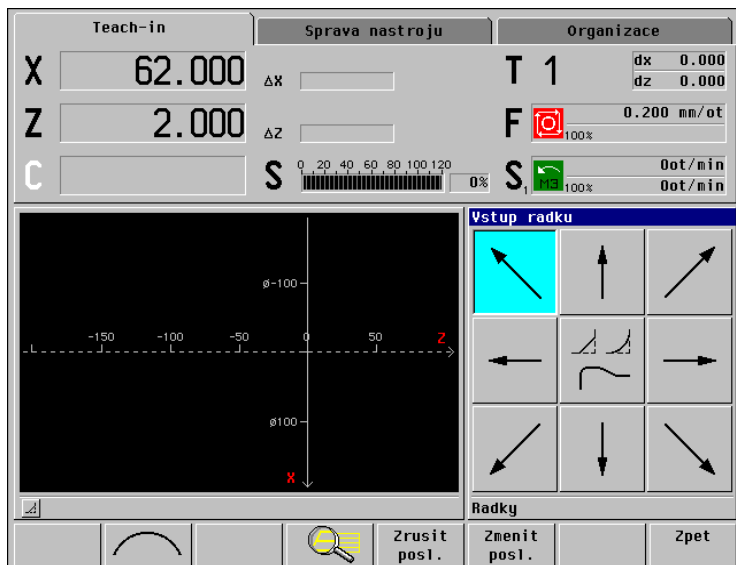 Teach-in
Sprava nastroju
Organizace
X 62.000
ΔX
T 1
dx 0.000
dz 0.000
Z 2.000
ΔZ
F 100% 0.200 mm/ot
C
S 0 20 40 60 80 100 120 0%
S1 M3 100% 0ot/min
0ot/min
Vstup radku
ø-100
-150 -100 -50 0 50 Z
ø100
X
Radky
Zrusit posl.
Zmenit posl.
Zpet